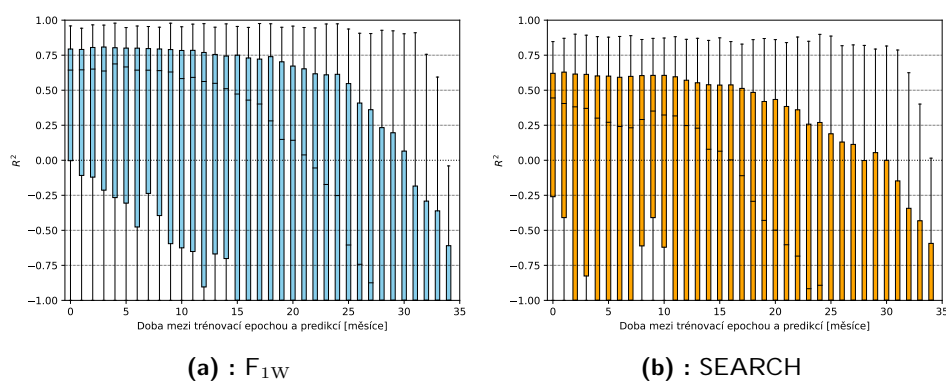 1.00
0.75
0.50
0.25
0.00
−0.25
−0.50
−0.75
−1.00
R²
0 5 10 15 20 25 30 35
Doba mezi trénovací epochou a predikcí [měsíce]
(a) : F1W
1.00
0.75
0.50
0.25
0.00
−0.25
−0.50
−0.75
−1.00
R²
0 5 10 15 20 25 30 35
Doba mezi trénovací epochou a predikcí [měsíce]
(b) : SEARCH